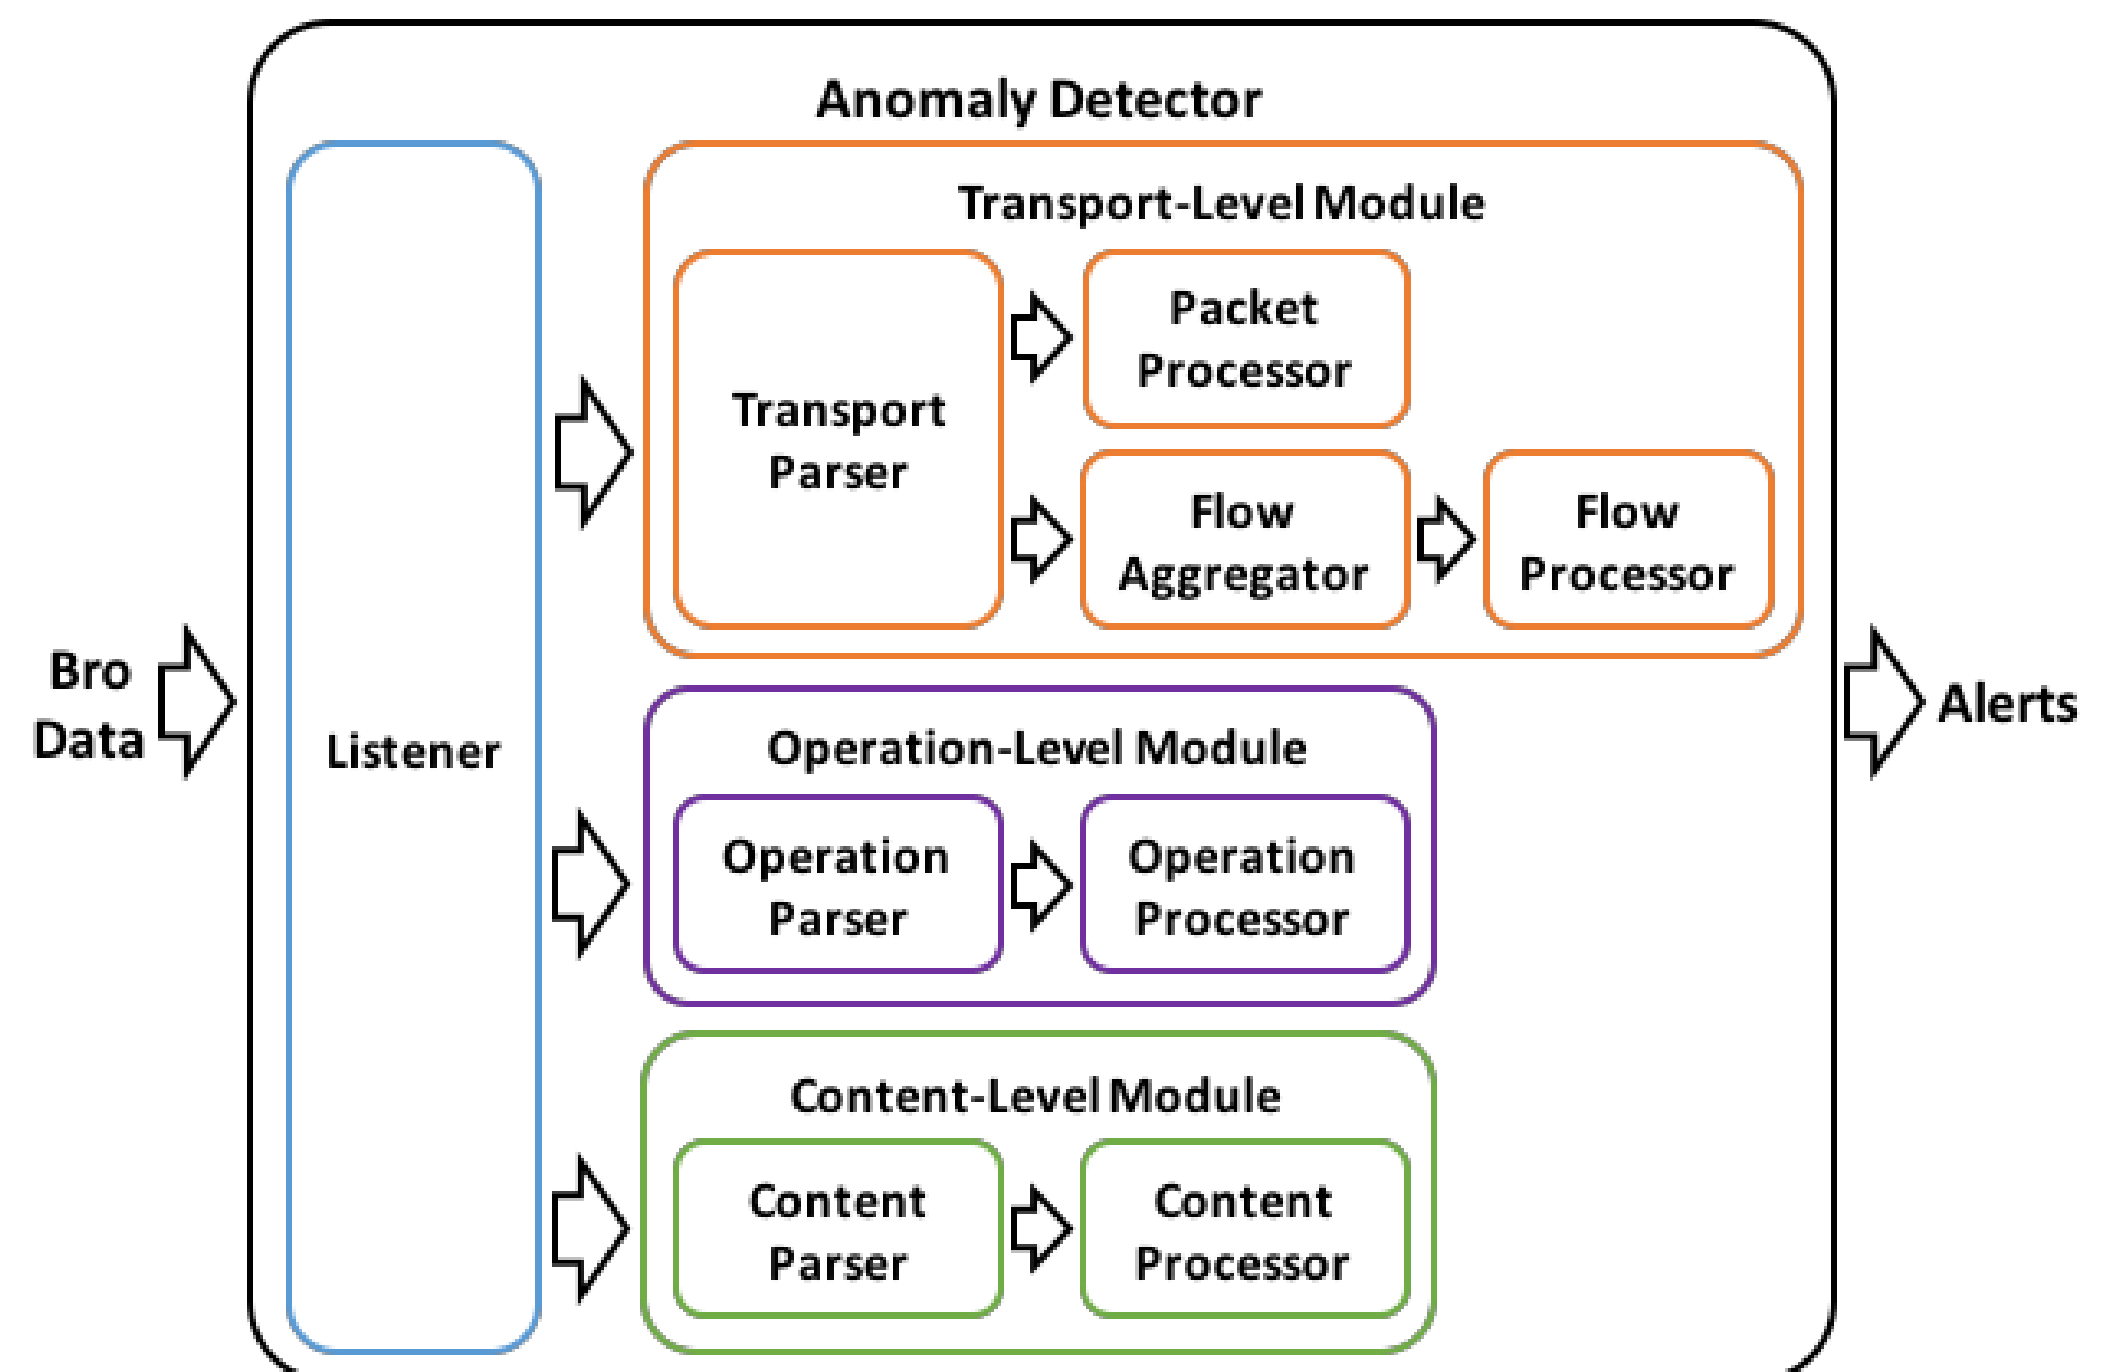 Anomaly Detector
Transport-Level Module
Packet
Processor
Transport
Parser
Flow
Aggregator
Flow
Processor
Bro
Data
Listener
Alerts
Operation-Level Module
Operation
Parser
Operation
Processor
Content-Level Module
Content
Parser
Content
Processor